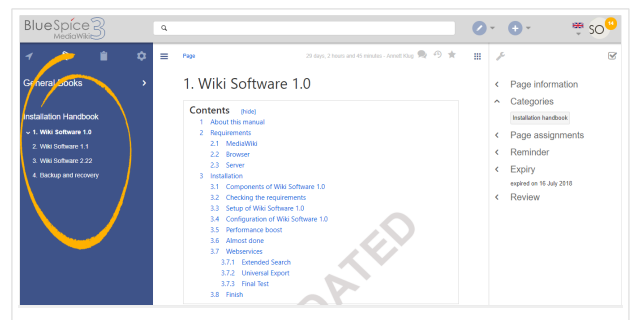 BlueSpice 3
MediaWiki
SO
14
General Books
Installation Handbook
1. Wiki Software 1.0
2. Wiki Software 1.1
3. Wiki Software 2.22
4. Backup and recovery
Page
28 days, 2 hours and 45 minutes - Annett Klug
1. Wiki Software 1.0
Contents [hide]
1 About this manual
2 Requirements
2.1 MediaWiki
2.2 Browser
2.3 Server
3 Installation
3.1 Components of Wiki Software 1.0
3.2 Checking the requirements
3.3 Setup of Wiki Software 1.0
3.4 Configuration of Wiki Software 1.0
3.5 Performance boost
3.6 Almost done
3.7 Webservices
3.7.1 Extended Search
3.7.2 Universal Export
3.7.3 Final Test
3.8 Finish
Page information
Categories
Installation handbook
Page assignments
Reminder
Expiry
expired on 16 July 2018
Review